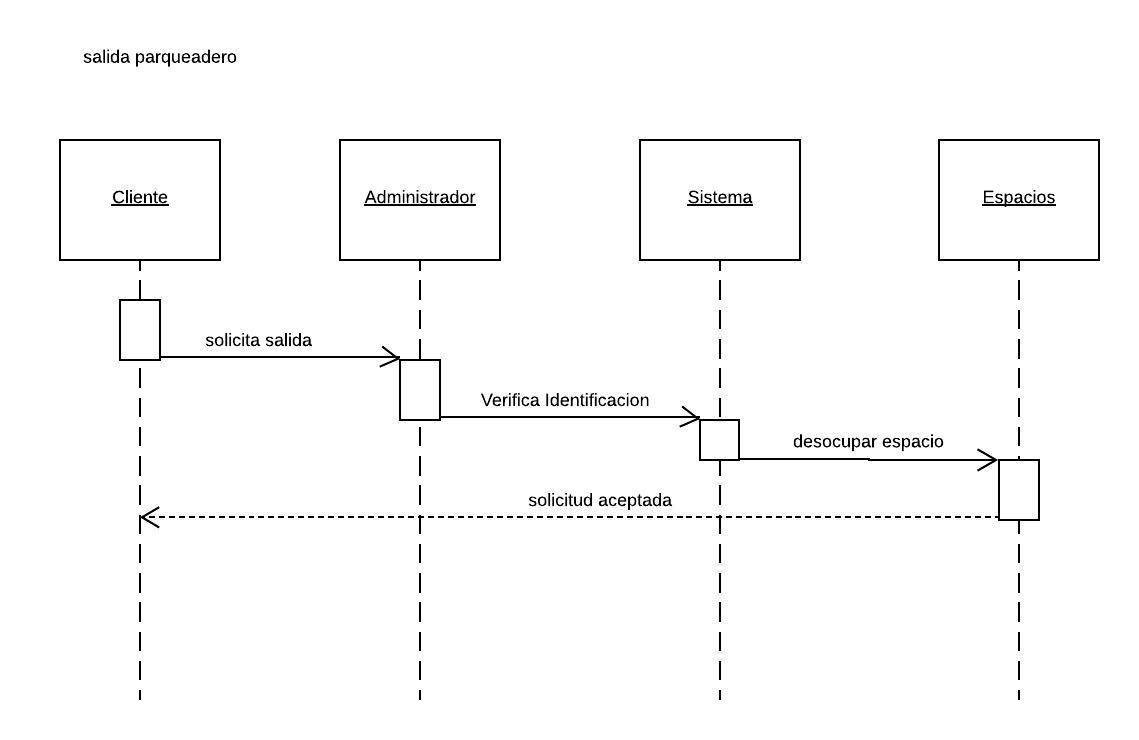 salida parqueadero
Cliente
Administrador
Sistema
Espacios
solicita salida
Verifica Identificacion
desocupar espacio
solicitud aceptada